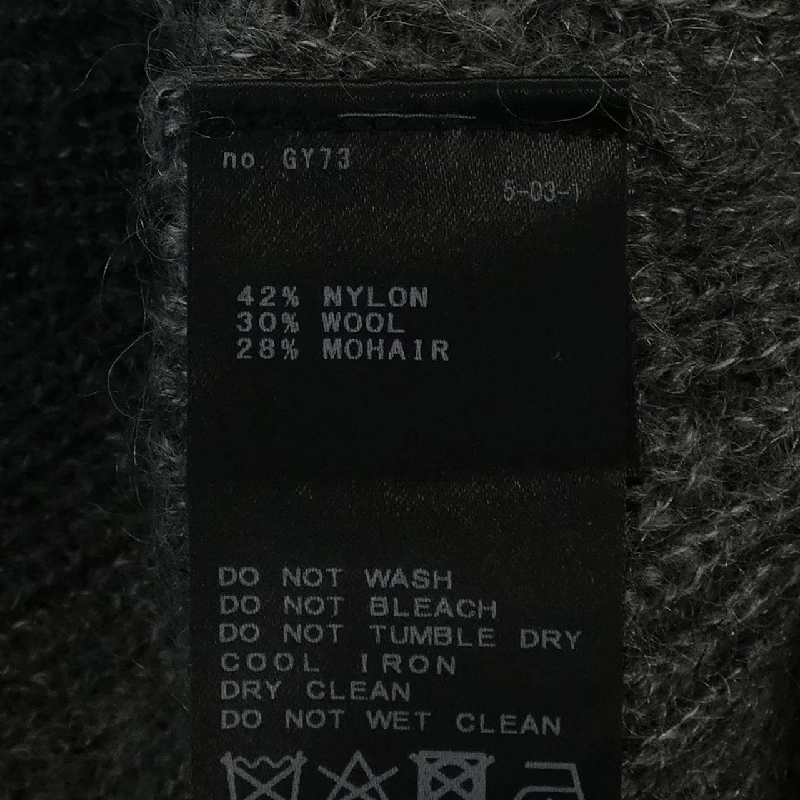 no. GY73
5-03-1
42% NYLON
30% WOOL
28% MOHAIR
DO NOT WASH
DO NOT BLEACH
DO NOT TUMBLE DRY
COOL IRON
DRY CLEAN
DO NOT WET CLEAN